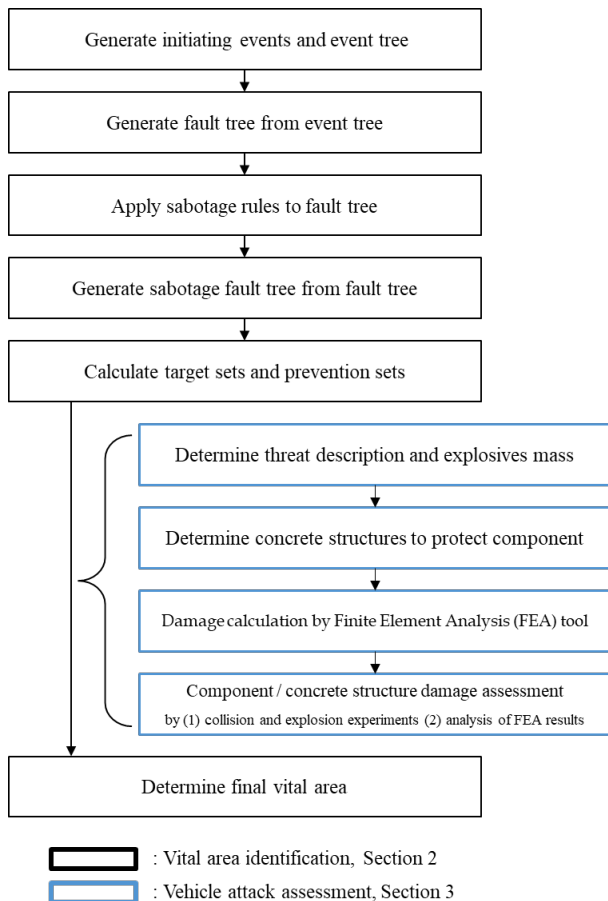 Generate initiating events and event tree
Generate fault tree from event tree
Apply sabotage rules to fault tree
Generate sabotage fault tree from fault tree
Calculate target sets and prevention sets
Determine threat description and explosives mass
Determine concrete structures to protect component
Damage calculation by Finite Element Analysis (FEA) tool
Component / concrete structure damage assessment
by (1) collision and explosion experiments (2) analysis of FEA results
Determine final vital area
: Vital area identification, Section 2
: Vehicle attack assessment, Section 3